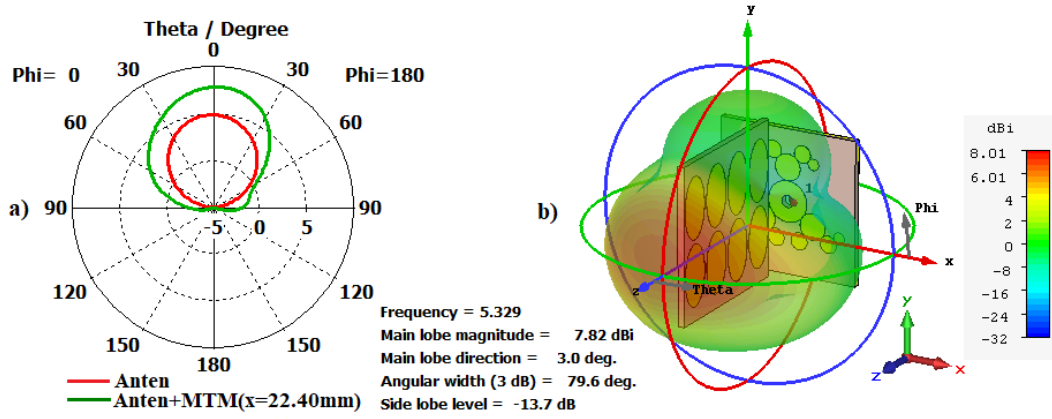 Theta / Degree
Phi= 0
0
Phi=180
30
30
60
60
a)
90
-5
0
5
90
120
120
150
150
180
Anten
Anten+MTM(x=22.40mm)
Frequency = 5.329
Main lobe magnitude = 7.82 dBi
Main lobe direction = 3.0 deg.
Angular width (3 dB) = 79.6 deg.
Side lobe level = -13.7 dB
b)
y
1
Phi
x
z
Theta
y
z
x
dBi
8.01
6.01
4
2
0
-8
-16
-24
-32